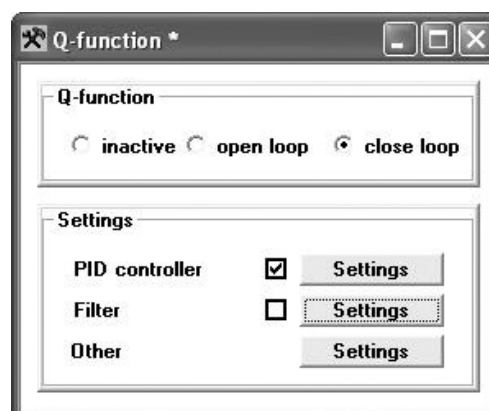 Q-function *
Q-function
inactive open loop close loop
Settings
PID controller Settings
Filter Settings
Other Settings